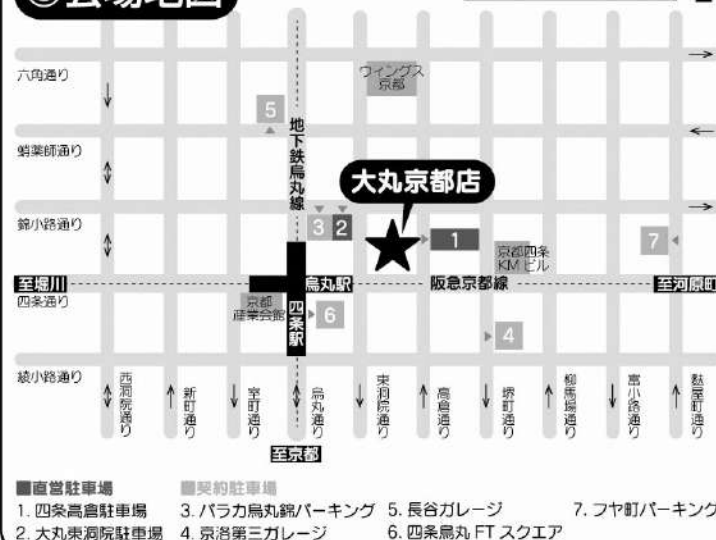 六角通り
ウィングス
京都
5
地下鉄烏丸線
蛸薬師通り
大丸京都店
錦小路通り
3
2
1
京都四条
KMビル
7
至堀川
烏丸駅
阪急京都線
至河原町
四条通り
京都
産業会館
四条駅
6
4
綾小路通り
西洞院通り
新町通り
室町通り
烏丸通り
東洞院通り
高倉通り
堺町通り
柳馬場通り
富小路通り
麩屋町通り
至京都
■直営駐車場
■契約駐車場
1. 四条高倉駐車場
3. パラカ烏丸錦パーキング
5. 長谷ガレージ
7. フヤ町パーキング
2. 大丸東洞院駐車場
4. 京洛第三ガレージ
6. 四条烏丸 FT スクエア